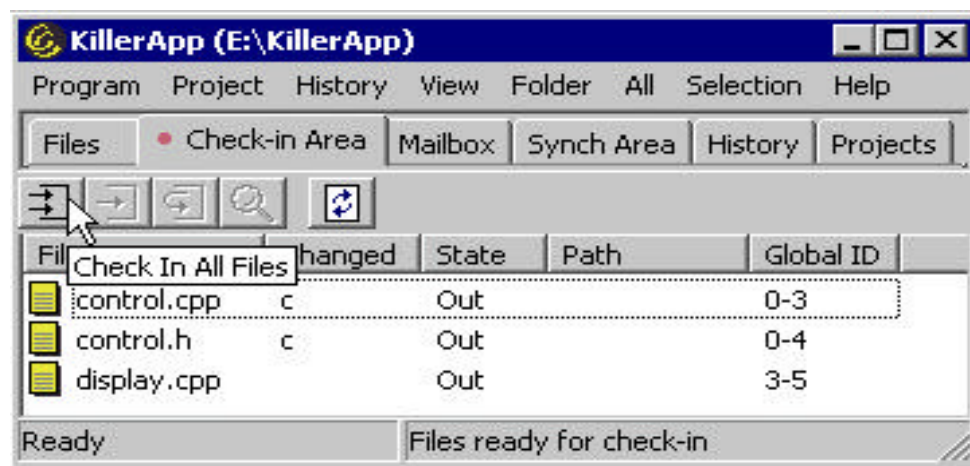 KillerApp (E:\KillerApp)
Program Project History View Folder All Selection Help
Files Check-in Area Mailbox Synch Area History Projects
Fil hanged State Path Global ID
Check In All Files
control.cpp c Out 0-3
control.h c Out 0-4
display.cpp Out 3-5
Ready Files ready for check-in